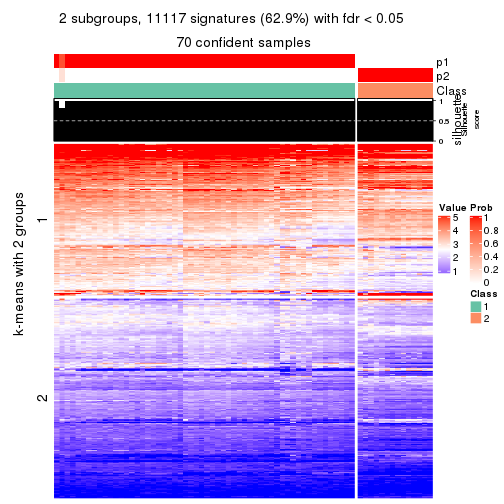 2 subgroups, 11117 signatures (62.9%) with fdr < 0.05
70 confident samples
p1
p2
Class
1
0.5
0
silhouette
Silhouette
score
k-means with 2 groups
1
2
Value
5
4
3
2
1
Prob
1
0.8
0.6
0.4
0.2
0
Class
1
2